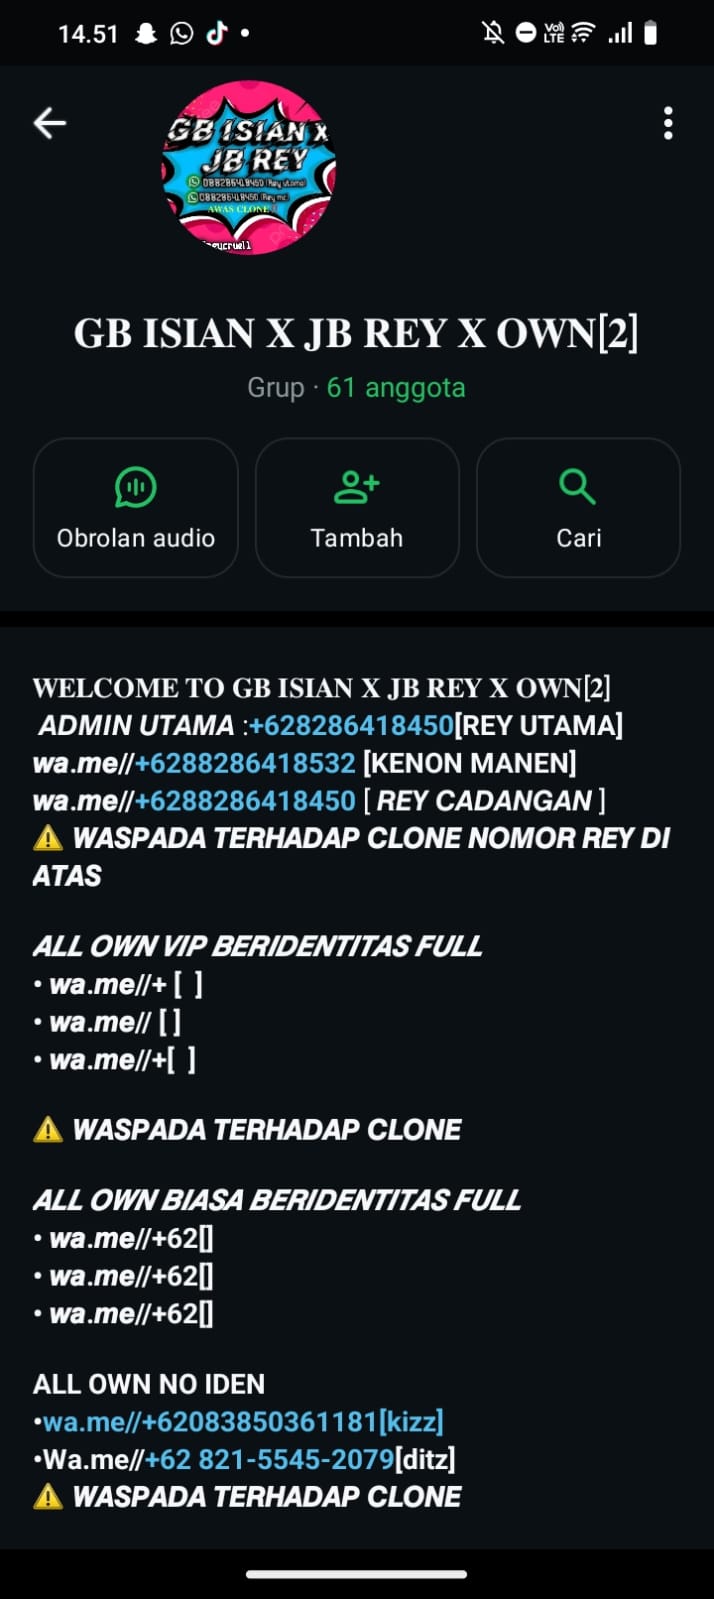 14.51
Vo)) LTE
GB ISIAN X
JB REY
088286418450 (Rey utama)
088286418450 (Rey mc)
AWAS CLONE
GB ISIAN X JB REY X OWN[2]
Grup · 61 anggota
Obrolan audio
Tambah
Cari
WELCOME TO GB ISIAN X JB REY X OWN[2]
ADMIN UTAMA :+628286418450[REY UTAMA]
wa.me//+6288286418532 [KENON MANEN]
wa.me//+6288286418450 [ REY CADANGAN ]
⚠️ WASPADA TERHADAP CLONE NOMOR REY DI
ATAS
ALL OWN VIP BERIDENTITAS FULL
• wa.me//+ [ ]
• wa.me// [ ]
• wa.me//+[ ]
⚠️ WASPADA TERHADAP CLONE
ALL OWN BIASA BERIDENTITAS FULL
• wa.me//+62[]
• wa.me//+62[]
• wa.me//+62[]
ALL OWN NO IDEN
•wa.me//+62083850361181[kizz]
•Wa.me//+62 821-5545-2079[ditz]
⚠️ WASPADA TERHADAP CLONE